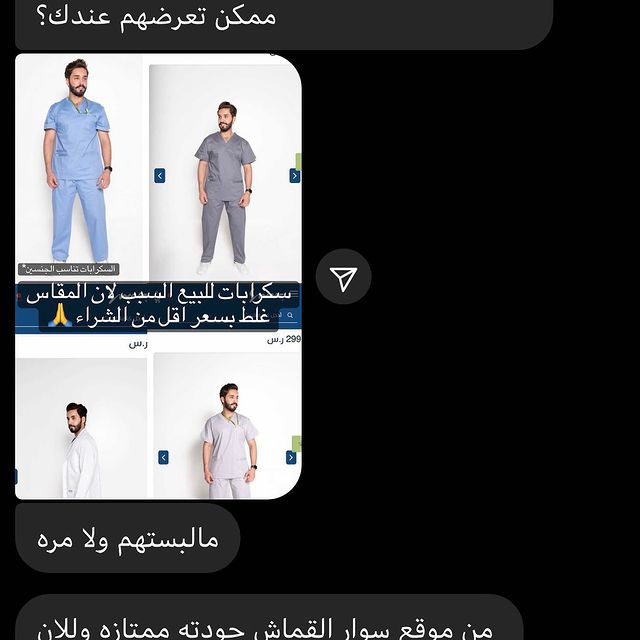 ممكن تعرضهم عندك؟
السكرابات تناسب الجنسين*
سكرابات للبيع السبب لان المقاس
غلط بسعر اقل من الشراء 🙏
ر.س
299 ر.س
مالبستهم ولا مره
من موقع سوار القماش جودته ممتازه وللان